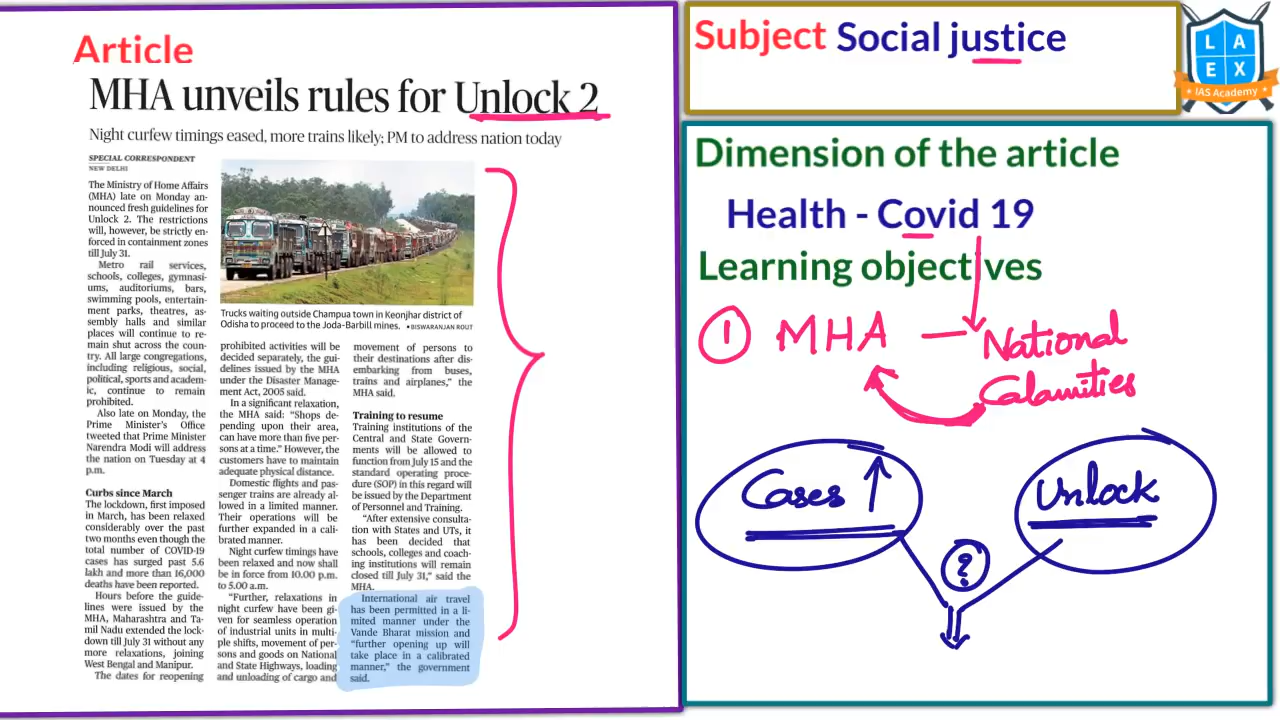 Article
MHA unveils rules for Unlock 2
Night curfew timings eased, more trains likely; PM to address nation today
SPECIAL CORRESPONDENT
NEW DELHI
The Ministry of Home Affairs
(MHA) late on Monday an-
nounced fresh guidelines for
Unlock 2. The restrictions
will, however, be strictly en-
forced in containment zones
till July 31.
Metro rail services,
schools, colleges, gymnasi-
ums, auditoriums, bars,
swimming pools, entertain-
ment parks, theatres, as-
sembly halls and similar
places will continue to re-
main shut across the coun-
try. All large congregations,
including religious, social,
political, sports and academ-
ic, continue to remain
prohibited.
Also late on Monday, the
Prime Minister's Office
tweeted that Prime Minister
Narendra Modi will address
the nation on Tuesday at 4
p.m.
Curbs since March
The lockdown, first imposed
in March, has been relaxed
considerably over the past
two months even though the
total number of COVID-19
cases has surged past 5.6
lakh and more than 16,000
deaths have been reported.
Hours before the guide-
lines were issued by the
MHA, Maharashtra and Ta-
mil Nadu extended the lock-
down till July 31 without any
more relaxations, joining
West Bengal and Manipur.
The dates for reopening
Trucks waiting outside Champua town in Keonjhar district of
Odisha to proceed to the Joda-Barbill mines. • BISWARANJAN ROUT
prohibited activities will be
decided separately, the gui-
delines issued by the MHA
under the Disaster Manage-
ment Act, 2005 said.
In a significant relaxation,
the MHA said: "Shops de-
pending upon their area,
can have more than five per-
sons at a time." However, the
customers have to maintain
adequate physical distance.
Domestic flights and pas-
senger trains are already al-
lowed in a limited manner.
Their operations will be
further expanded in a cali-
brated manner.
Night curfew timings have
been relaxed and now shall
be in force from 10.00 p.m.
to 5.00 a.m.
"Further, relaxations in
night curfew have been gi-
ven for seamless operation
of industrial units in multi-
ple shifts, movement of per-
sons and goods on National
and State Highways, loading
and unloading of cargo and
movement of persons to
their destinations after dis-
embarking from buses,
trains and airplanes," the
MHA said.
Training to resume
Training institutions of the
Central and State Govern-
ments will be allowed to
function from July 15 and the
standard operating proce-
dure (SOP) in this regard will
be issued by the Department
of Personnel and Training.
"After extensive consulta-
tion with States and UTs, it
has been decided that
schools, colleges and coach-
ing institutions will remain
closed till July 31," said the
MHA.
International air travel
has been permitted in a li-
mited manner under the
Vande Bharat mission and
"further opening up will
take place in a calibrated
manner," the government
said.
Subject Social justice
L A
E X
IAS Academy
Dimension of the article
Health - Covid 19
Learning objectives
1 MHA — National
Calamities
Cases ↑
Unlock
?